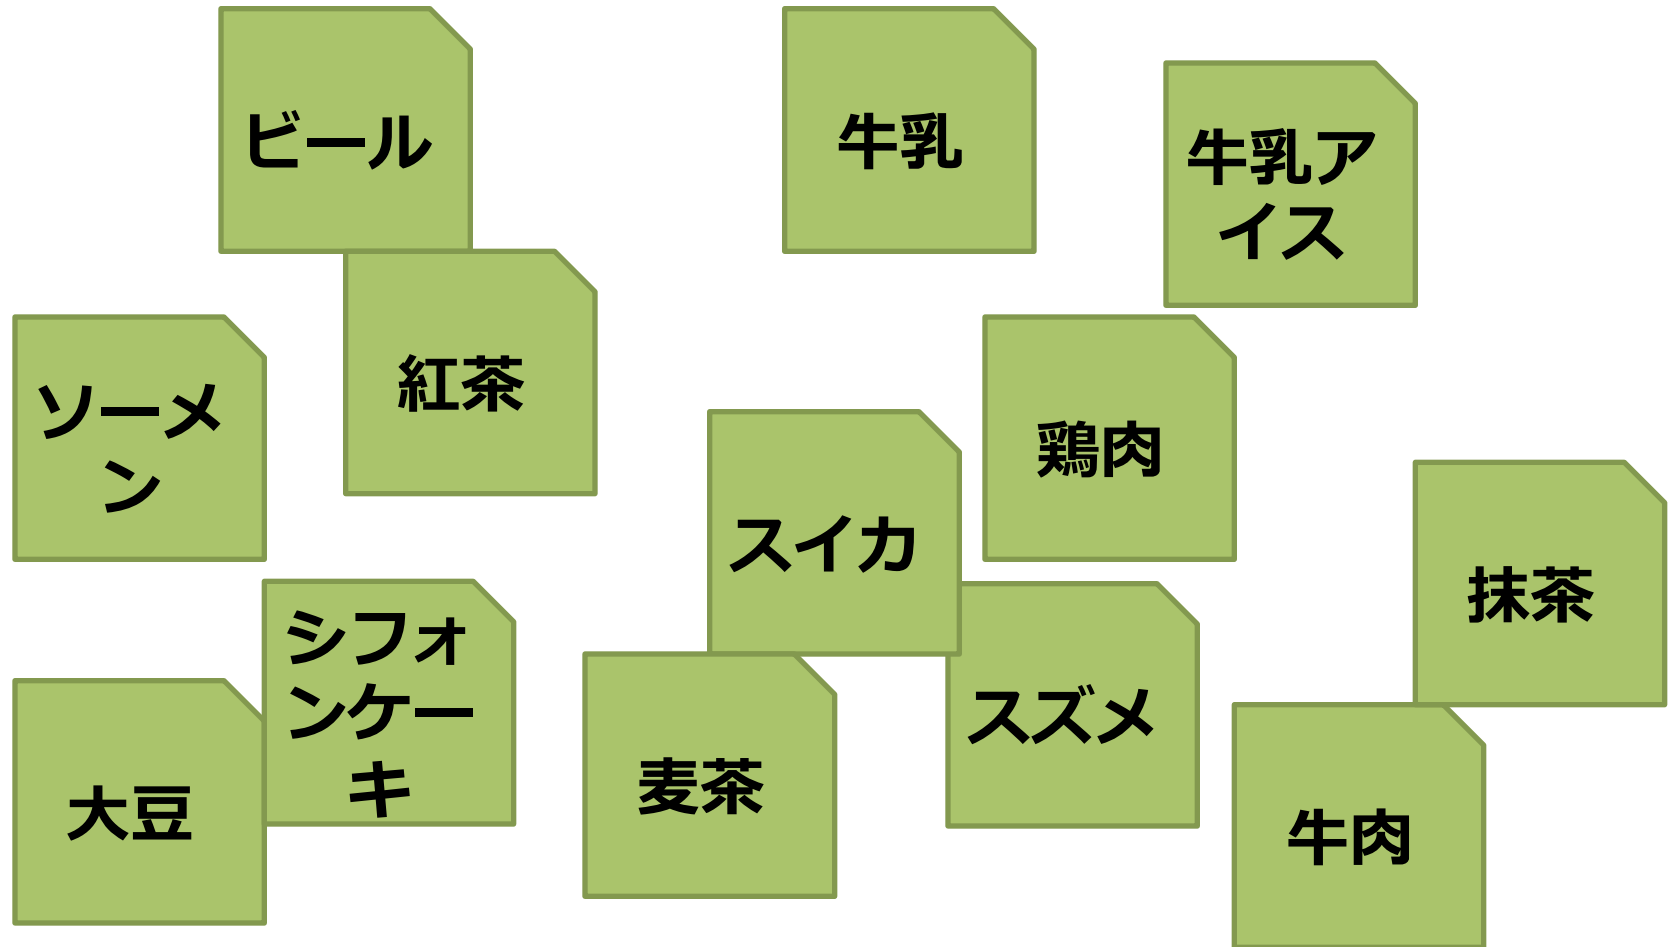 ビール
牛乳
牛乳ア
イス
紅茶
ソーメ
ン
鶏肉
スイカ
抹茶
シフォ
ンケー
キ
スズメ
麦茶
大豆
牛肉